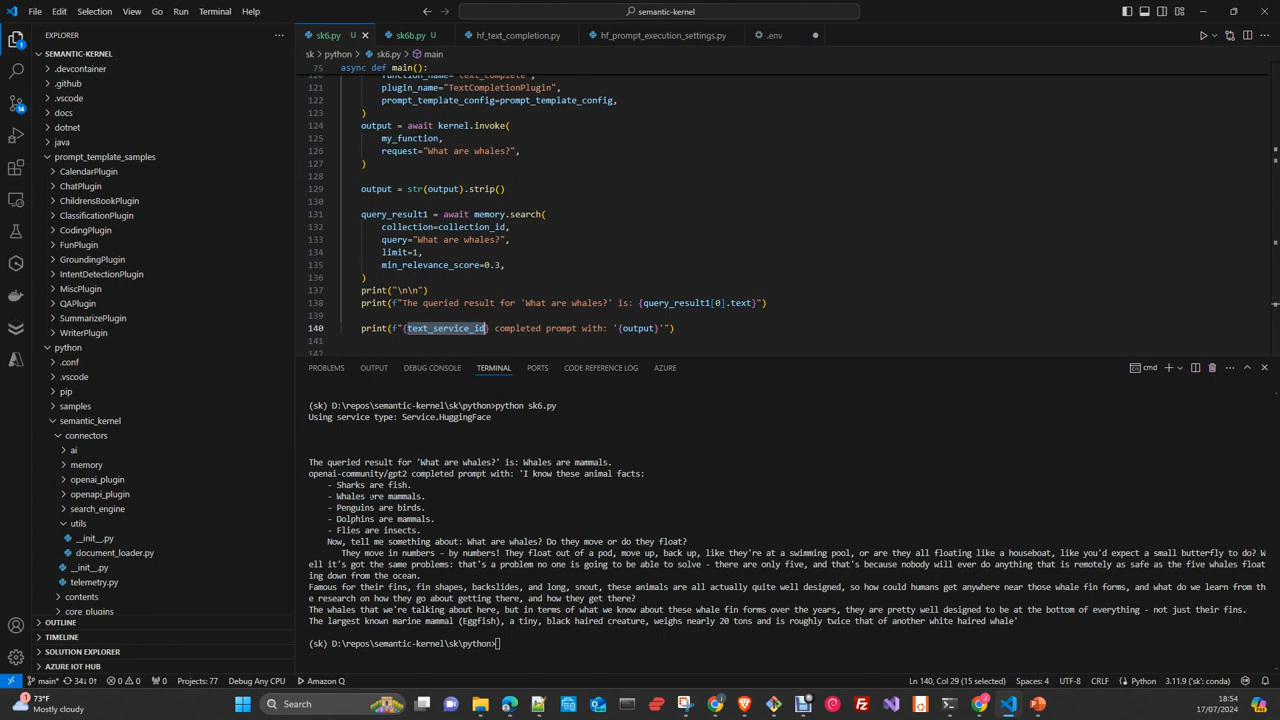 File Edit Selection View Go Run Terminal Help
semantic-kernel
EXPLORER
sk6.py U
sk6b.py U
hf_text_completion.py
hf_prompt_execution_settings.py
.env
SEMANTIC-KERNEL
.devcontainer
.github
.vscode
docs
dotnet
java
prompt_template_samples
CalendarPlugin
ChatPlugin
ChildrensBookPlugin
ClassificationPlugin
CodingPlugin
FunPlugin
GroundingPlugin
IntentDetectionPlugin
MiscPlugin
QAPlugin
SummarizePlugin
WriterPlugin
python
.conf
.vscode
pip
samples
semantic_kernel
connectors
ai
memory
openai_plugin
openapi_plugin
search_engine
utils
__init__.py
document_loader.py
__init__.py
telemetry.py
contents
core_plugins
OUTLINE
TIMELINE
SOLUTION EXPLORER
AZURE IOT HUB
sk > python > sk6.py > main
75 async def main():
120 function_name="text_complete",
121 plugin_name="TextCompletionPlugin",
122 prompt_template_config=prompt_template_config,
123 )
124 output = await kernel.invoke(
125 my_function,
126 request="What are whales?",
127 )
128
129 output = str(output).strip()
130
131 query_result1 = await memory.search(
132 collection=collection_id,
133 query="What are whales?",
134 limit=1,
135 min_relevance_score=0.3,
136 )
137 print("\n\n")
138 print(f"The queried result for 'What are whales?' is: {query_result1[0].text}")
139
140 print(f"{text_service_id} completed prompt with: '{output}'")
141
142
PROBLEMS OUTPUT DEBUG CONSOLE TERMINAL PORTS CODE REFERENCE LOG AZURE
cmd
(sk) D:\repos\semantic-kernel\sk\python>python sk6.py
Using service type: Service.HuggingFace
The queried result for 'What are whales?' is: Whales are mammals.
openai-community/gpt2 completed prompt with: 'I know these animal facts:
- Sharks are fish.
- Whales are mammals.
- Penguins are birds.
- Dolphins are mammals.
- Flies are insects.
Now, tell me something about: What are whales? Do they move or do they float?
They move in numbers - by numbers! They float out of a pod, move up, back up, like they're at a swimming pool, or are they all floating like a houseboat, like you'd expect a small butterfly to do? W
ell it's got the same problems: that's a problem no one is going to be able to solve - there are only five, and that's because nobody will ever do anything that is remotely as safe as the five whales float
ing down from the ocean.
Famous for their fins, fin shapes, backslides, and long, snout, these animals are all actually quite well designed, so how could humans get anywhere near those whale fin forms, and what do we learn from th
e research on how they go about getting there, and how they get there?
The whales that we're talking about here, but in terms of what we know about these whale fin forms over the years, they are pretty well designed to be at the bottom of everything - not just their fins.
The largest known marine mammal (Eggfish), a tiny, black haired creature, weighs nearly 20 tons and is roughly twice that of another white haired whale'
(sk) D:\repos\semantic-kernel\sk\python>
main* 34↓ 0↑ 0 0 0 Projects: 77 Debug Any CPU Amazon Q
Ln 140, Col 29 (15 selected) Spaces: 4 UTF-8 CRLF Python 3.11.9 ('sk': conda)
73°F
Mostly cloudy
Search
18:54
17/07/2024